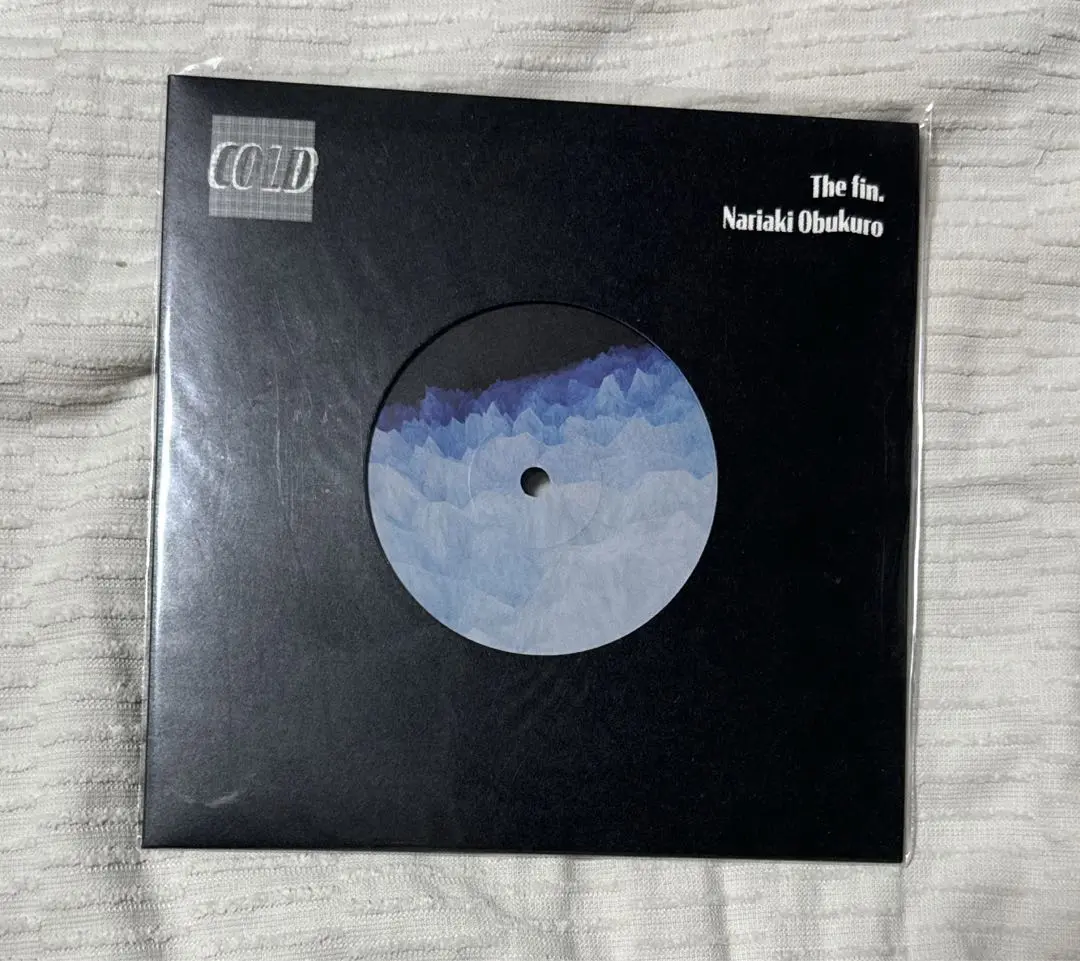 COLD
The fin.
Nariaki Obukuro